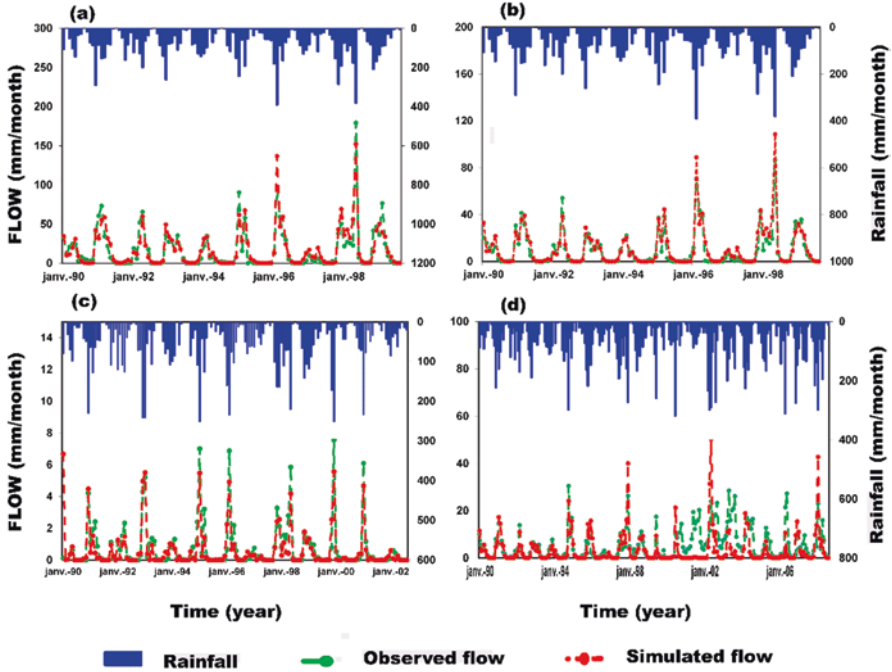 (a)
(b)
300
250
200
150
100
50
0
FLOW (mm/month)
0
200
400
600
800
1000
1200
janv.-90
janv.-92
janv.-94
janv.-96
janv.-98
200
160
120
80
40
0
0
200
400
600
800
1000
Rainfall (mm/month)
janv.-90
janv.-92
janv.-94
janv.-96
janv.-98
(c)
(d)
14
12
10
8
6
4
2
0
FLOW (mm/month)
0
100
200
300
400
500
600
janv.-90
janv.-92
janv.-94
janv.-96
janv.-98
janv.-00
janv.-02
100
80
60
40
20
0
0
200
400
600
800
Rainfall (mm/month)
janv.-90
janv.-94
janv.-98
janv.-02
janv.-06
Time (year)
Time (year)
Rainfall
Observed flow
Simulated flow